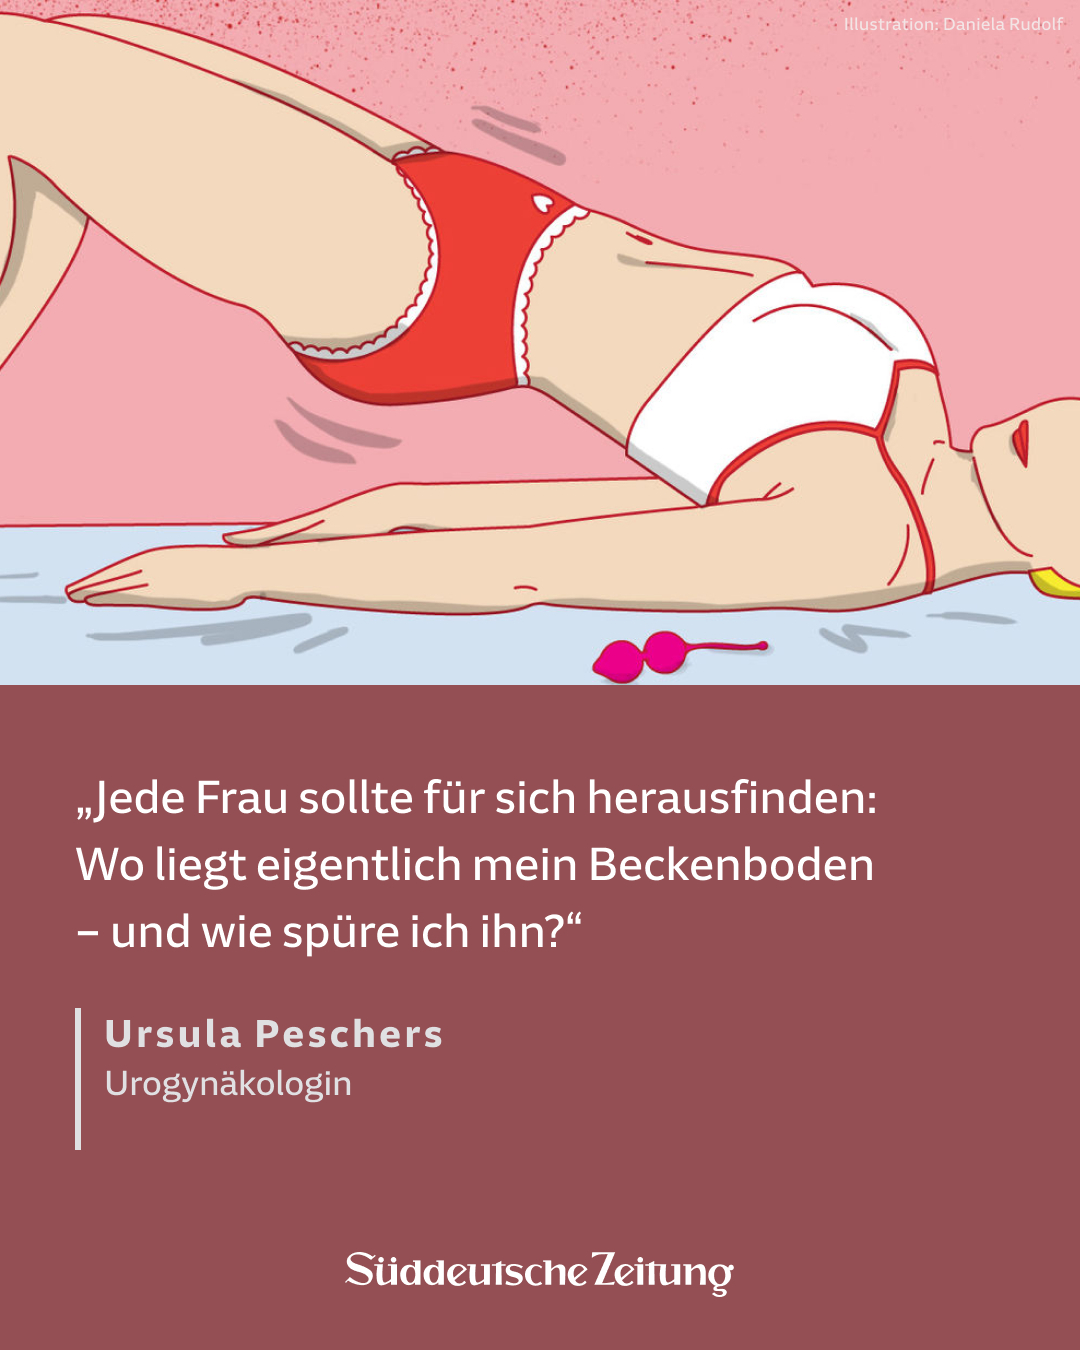 Illustration: Daniela Rudolf
„Jede Frau sollte für sich herausfinden:
Wo liegt eigentlich mein Beckenboden
– und wie spüre ich ihn?“
Ursula Peschers
Urogynäkologin
Süddeutsche Zeitung